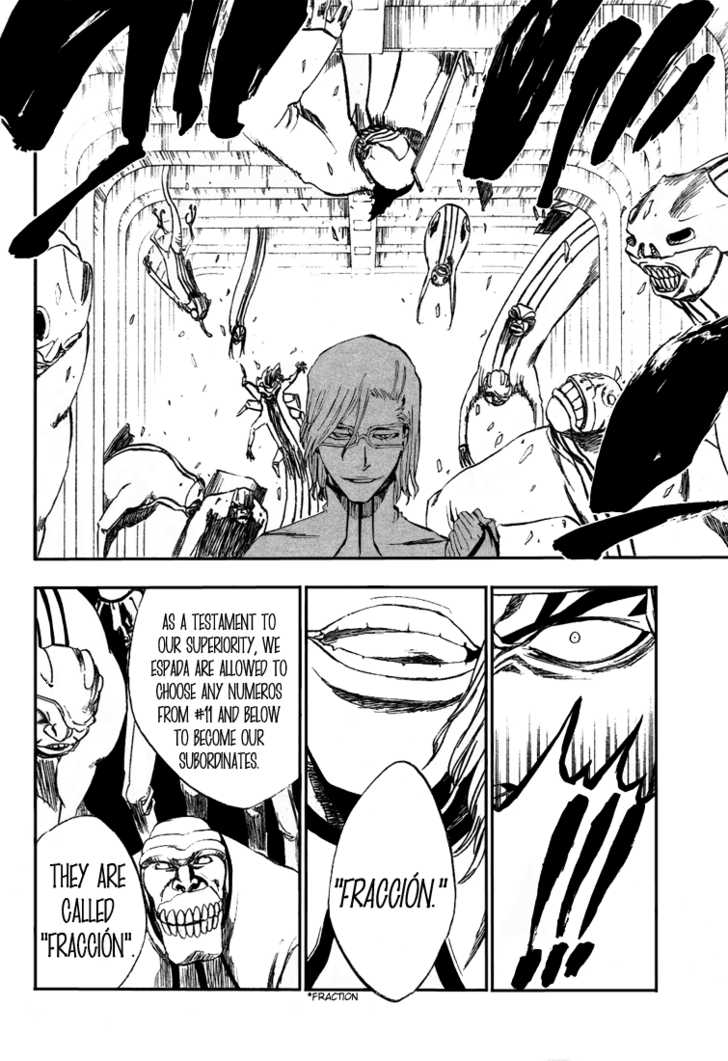 !!!
"FRACCIÓN."
*FRACTION
AS A TESTAMENT TO
OUR SUPERIORITY, WE
ESPADA ARE ALLOWED TO
CHOOSE ANY NUMEROS
FROM #11 AND BELOW
TO BECOME OUR
SUBORDINATES.
THEY ARE
CALLED
"FRACCIÓN".